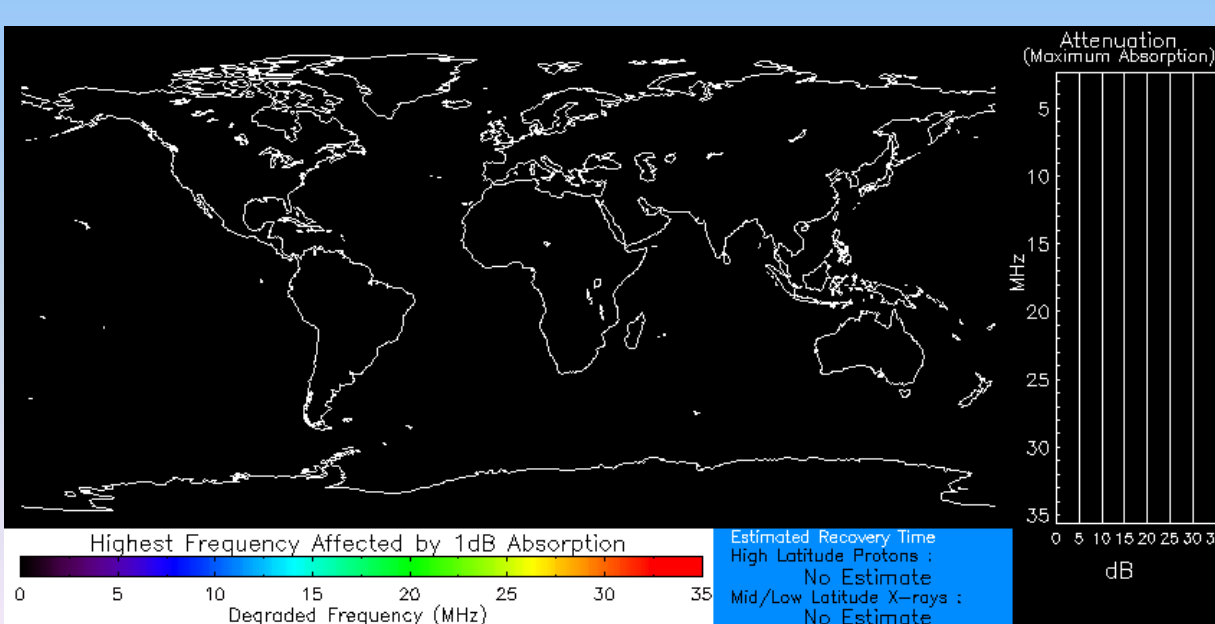 Attenuation
(Maximum Absorption)
5
10
15
20
25
30
35
MHz
0 5 10 15 20 25 30 3
dB
Highest Frequency Affected by 1dB Absorption
0 5 10 15 20 25 30 35
Degraded Frequency (MHz)
Estimated Recovery Time
High Latitude Protons :
No Estimate
Mid/Low Latitude X-rays :
No Estimate